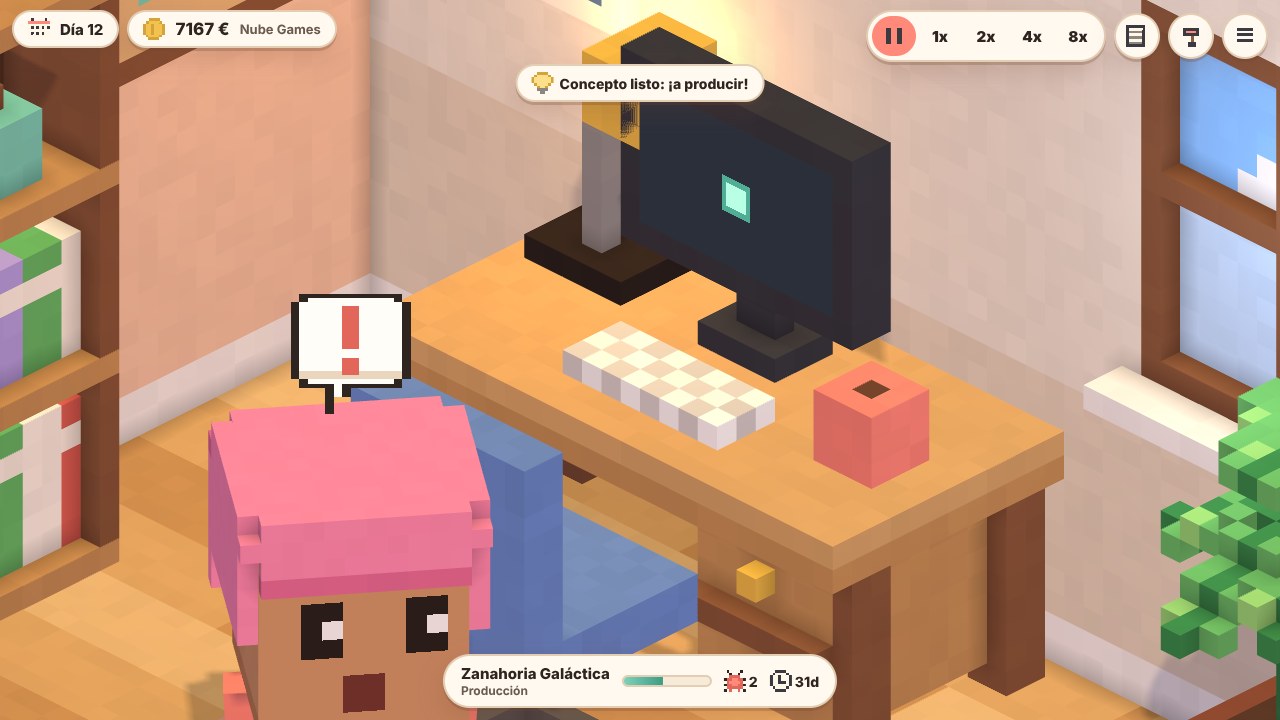 Día 12
7167 € Nube Games
1x 2x 4x 8x
Concepto listo: ¡a producir!
!
Zanahoria Galáctica
Producción
2
31d